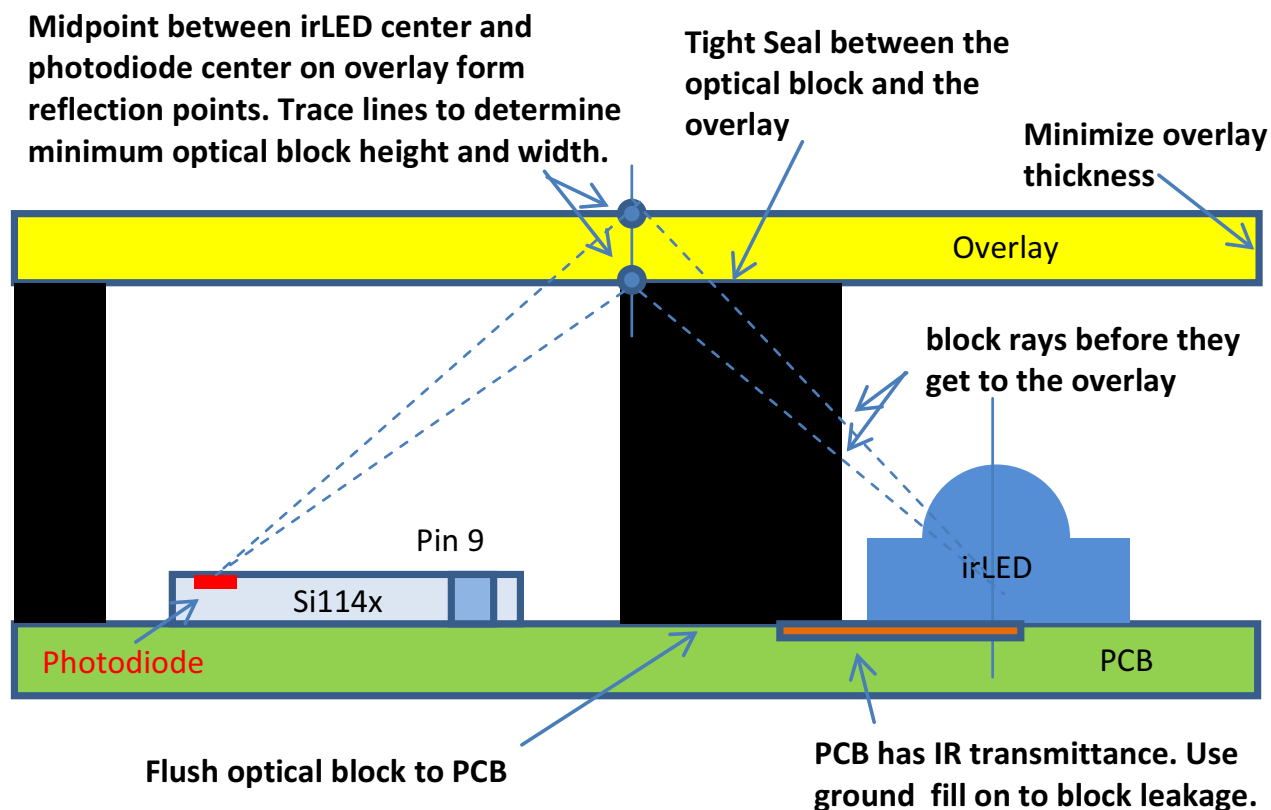 Midpoint between irLED center and
photodiode center on overlay form
reflection points. Trace lines to determine
minimum optical block height and width.
Tight Seal between the
optical block and the
overlay
Minimize overlay
thickness
Overlay
block rays before they
get to the overlay
Pin 9
irLED
Si114x
Photodiode
PCB
Flush optical block to PCB
PCB has IR transmittance. Use
ground fill on to block leakage.